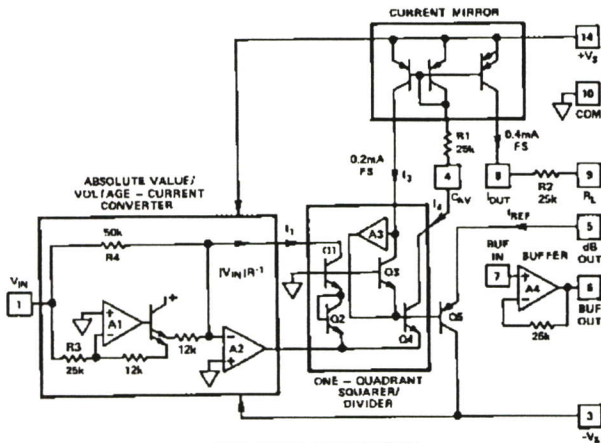 CURRENT MIRROR
14
+VS
10
COM
R1
25k
0.2mA
FS
I3
4
CAV
I4
0.4mA
FS
8
IOUT
R2
25k
9
RL
ABSOLUTE VALUE/
VOLTAGE – CURRENT
CONVERTER
50k
R4
I1
|VIN|R-1
VIN
1
A1
+
–
+
R3
25k
12k
12k
–
+
A2
Q1
Q2
A3
Q3
Q4
Q5
IREF
5
dB
OUT
BUF
IN
BUFFER
7
+
–
A4
6
BUF
OUT
25k
ONE – QUADRANT
SQUARER/
DIVIDER
3
-VS